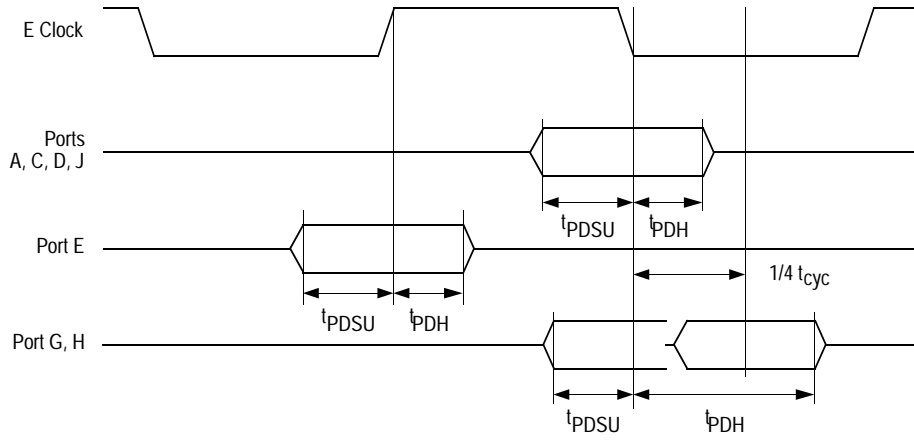 E Clock
Ports
A, C, D, J
tPDSU tPDH
Port E
1/4 tcyc
tPDSU tPDH
Port G, H
tPDSU tPDH